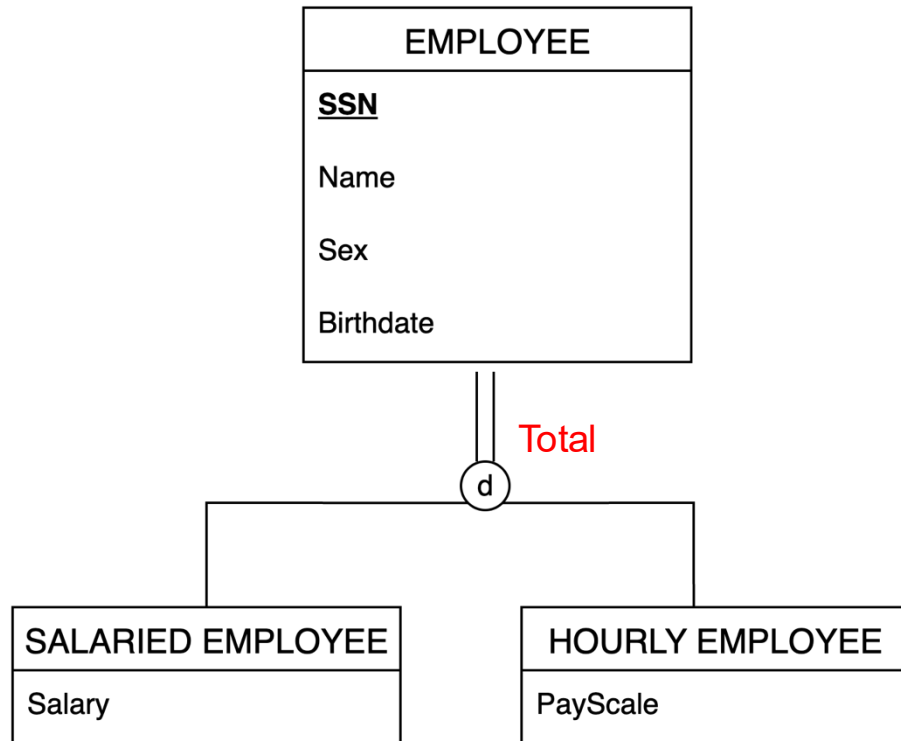 EMPLOYEE
SSN
Name
Sex
Birthdate
Total
d
SALARIED EMPLOYEE
Salary
HOURLY EMPLOYEE
PayScale